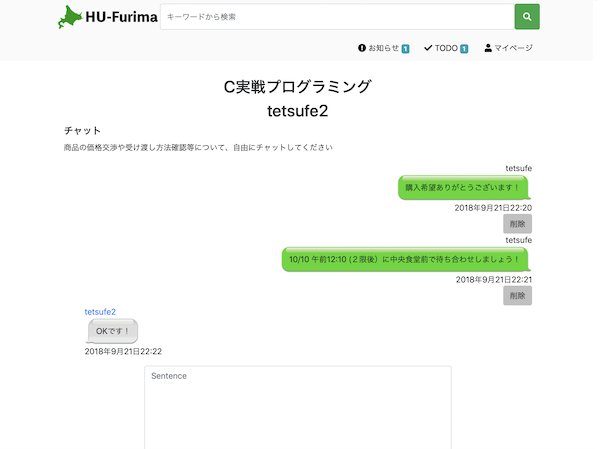 HU-Furima
キーワードから検索
お知らせ 1 TODO 1 マイページ
C実戦プログラミング
tetsufe2
チャット
商品の価格交渉や受け渡し方法確認等について、自由にチャットしてください
tetsufe
購入希望ありがとうございます！
2018年9月21日22:20
削除
tetsufe
10/10 午前12:10 (２限後）に中央食堂前で待ち合わせしましょう！
2018年9月21日22:21
削除
tetsufe2
OKです！
2018年9月21日22:22
Sentence